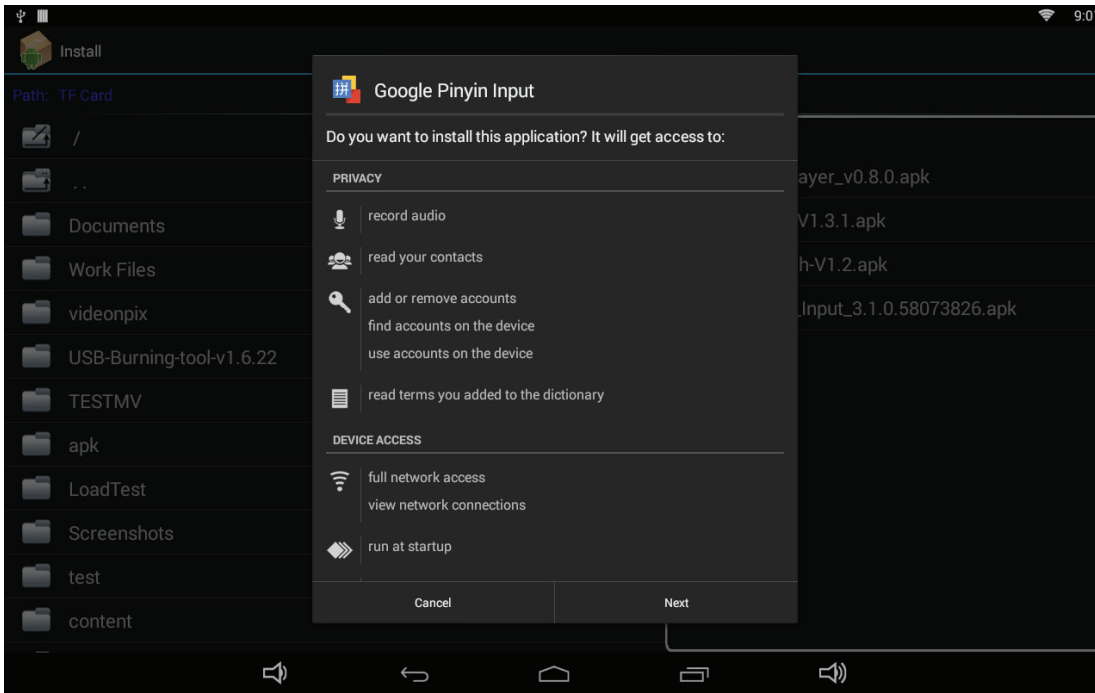 9:0
Install
Path: TF Card
/
..
Documents
Work Files
videonpix
USB-Burning-tool-v1.6.22
TESTMV
apk
LoadTest
Screenshots
test
content
拼
Google Pinyin Input
Do you want to install this application? It will get access to:
PRIVACY
record audio
read your contacts
add or remove accounts
find accounts on the device
use accounts on the device
read terms you added to the dictionary
DEVICE ACCESS
full network access
view network connections
run at startup
Cancel
Next
ayer_v0.8.0.apk
V1.3.1.apk
h-V1.2.apk
_Input_3.1.0.58073826.apk